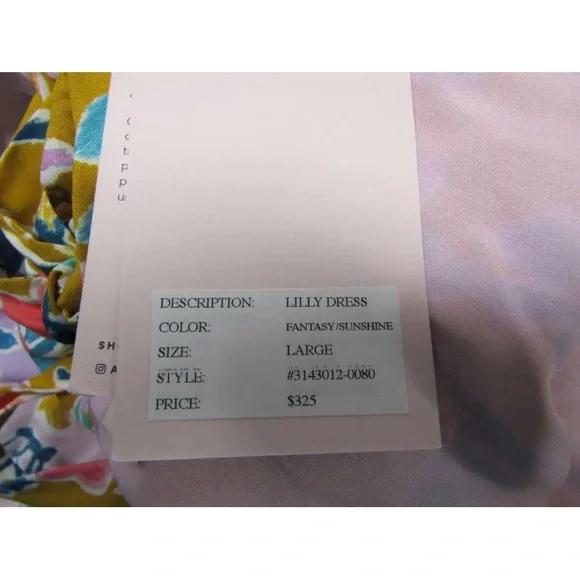 DESCRIPTION: LILLY DRESS
COLOR: FANTASY/SUNSHINE
SIZE: LARGE
STYLE: #3143012-0080
PRICE: $325